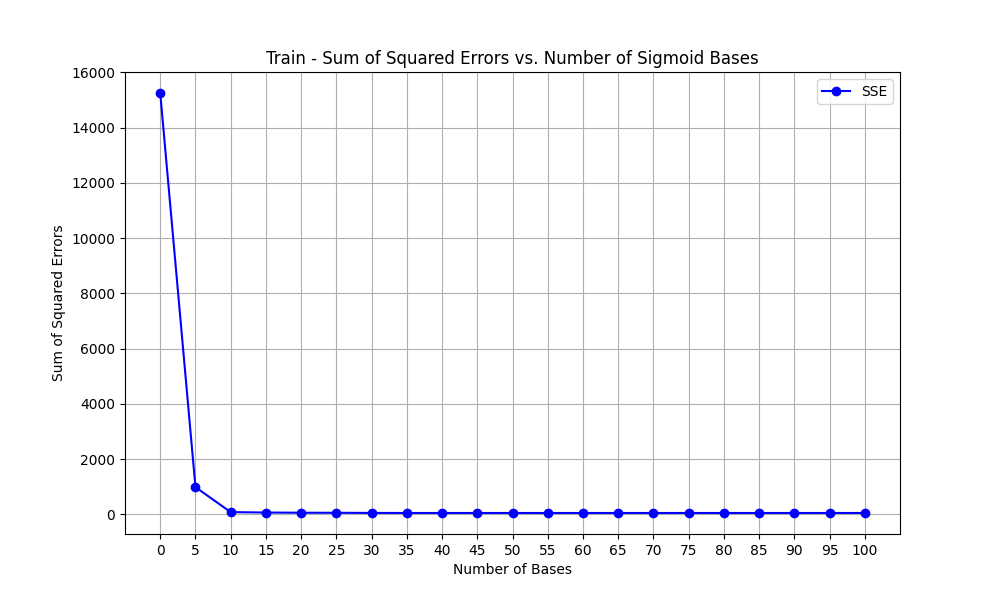 Train - Sum of Squared Errors vs. Number of Sigmoid Bases
SSE
16000
14000
12000
10000
8000
6000
4000
2000
0
Sum of Squared Errors
0 5 10 15 20 25 30 35 40 45 50 55 60 65 70 75 80 85 90 95 100
Number of Bases